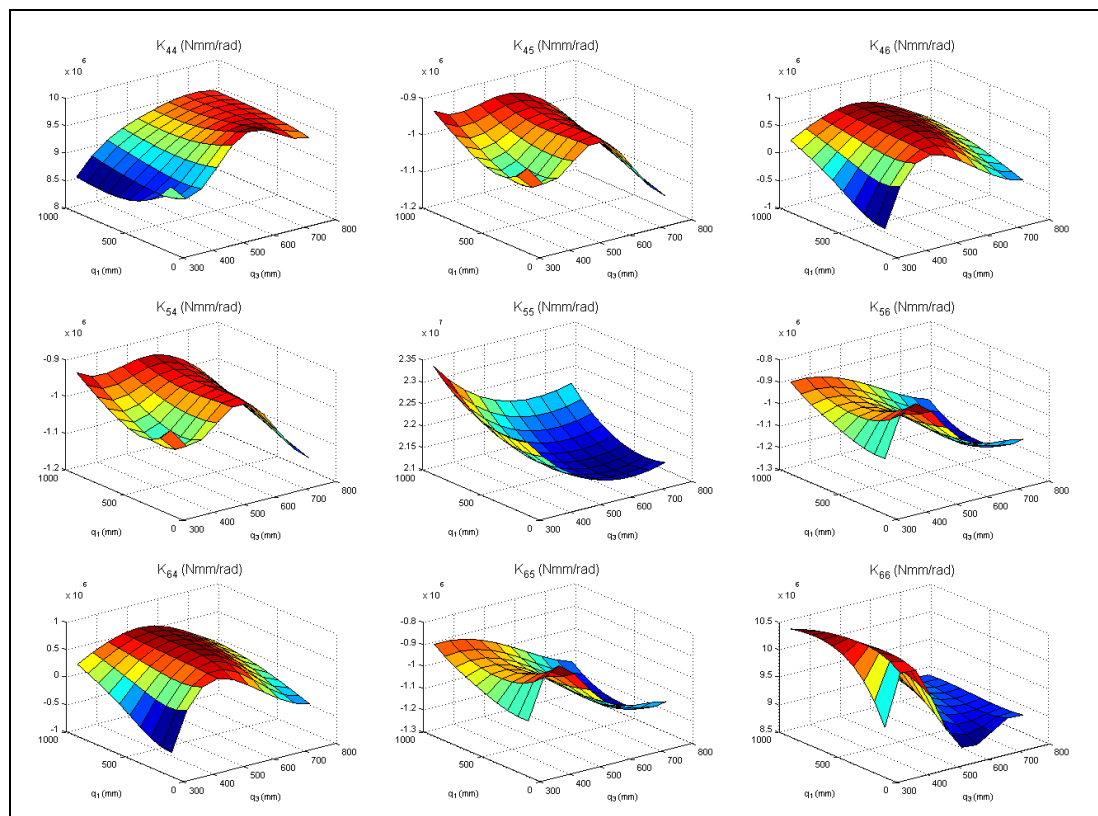 K44 (Nmm/rad)
x 10 6
10
9.5
9
8.5
8
1000
500
0
q1 (mm)
300 400 500 600 700 800
q3 (mm)
K45 (Nmm/rad)
x 10 6
-0.9
-1
-1.1
-1.2
1000
500
0
q1 (mm)
300 400 500 600 700 800
q3 (mm)
K46 (Nmm/rad)
x 10 6
1
0.5
0
-0.5
-1
1000
500
0
q1 (mm)
300 400 500 600 700 800
q3 (mm)
K54 (Nmm/rad)
x 10 6
-0.9
-1
-1.1
-1.2
1000
500
0
q1 (mm)
300 400 500 600 700 800
q3 (mm)
K55 (Nmm/rad)
x 10 7
2.35
2.3
2.25
2.2
2.15
2.1
1000
500
0
q1 (mm)
300 400 500 600 700 800
q3 (mm)
K56 (Nmm/rad)
x 10 6
-0.8
-0.9
-1
-1.1
-1.2
-1.3
1000
500
0
q1 (mm)
300 400 500 600 700 800
q3 (mm)
K64 (Nmm/rad)
x 10 6
1
0.5
0
-0.5
-1
1000
500
0
q1 (mm)
300 400 500 600 700 800
q3 (mm)
K65 (Nmm/rad)
x 10 6
-0.8
-0.9
-1
-1.1
-1.2
-1.3
1000
500
0
q1 (mm)
300 400 500 600 700 800
q3 (mm)
K66 (Nmm/rad)
x 10 6
10.5
10
9.5
9
8.5
1000
500
0
q1 (mm)
300 400 500 600 700 800
q3 (mm)